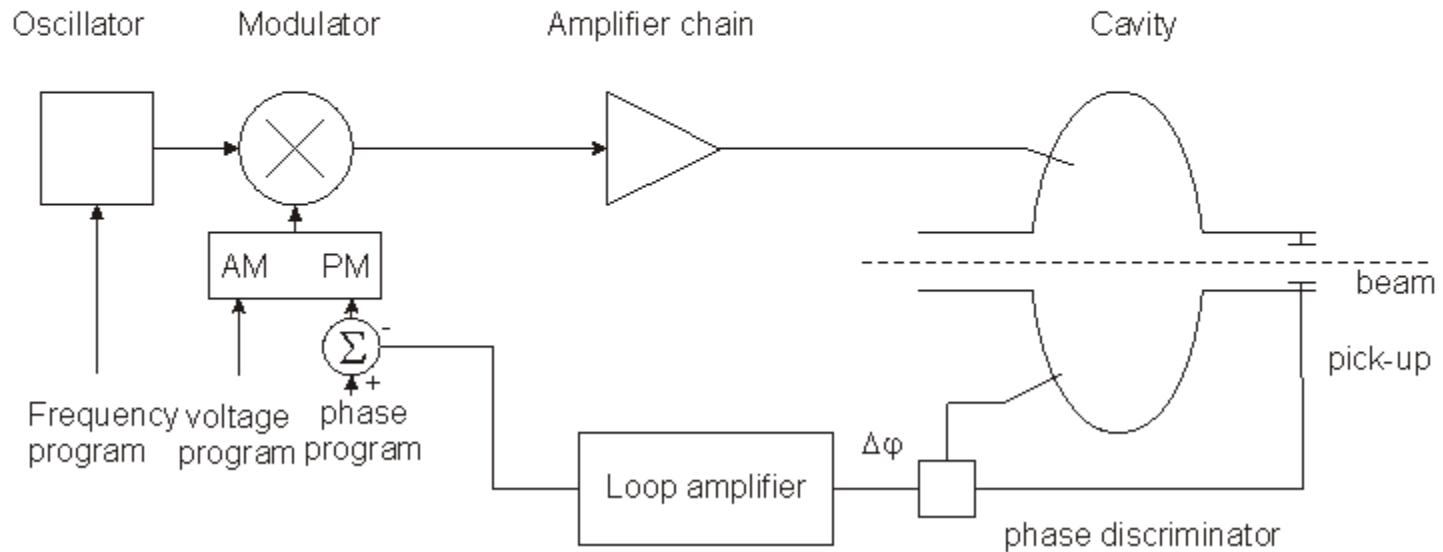 Oscillator
Modulator
Amplifier chain
Cavity
AM
PM
beam
-
Σ
+
pick-up
Frequency
program
voltage
program
phase
program
Δφ
Loop amplifier
phase discriminator